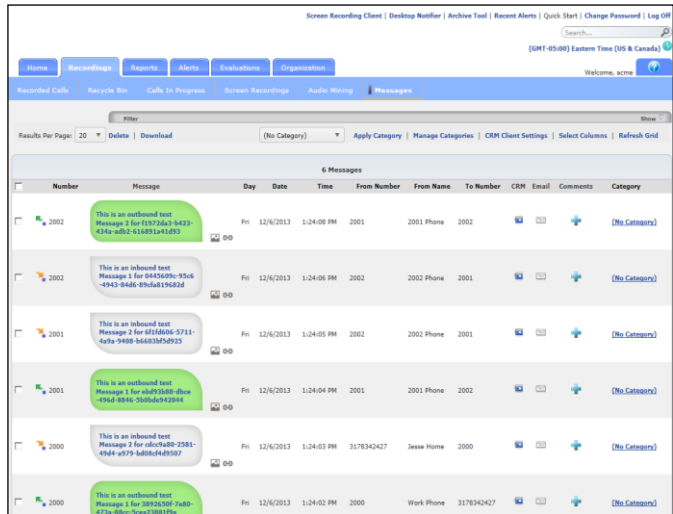 Screen Recording Client | Desktop Notifier | Archive Tool | Recent Alerts | Quick Start | Change Password | Log Off
Search...
(GMT-05:00) Eastern Time (US & Canada)
Home Recordings Reports Alerts Evaluations Organization
Welcome, acme
Recorded Calls Recycle Bin Calls In Progress Screen Recordings Audio Mining Messages
Filter Show
Results Per Page: 20 Delete | Download (No Category) Apply Category | Manage Categories | CRM Client Settings | Select Columns | Refresh Grid
6 Messages
Number Message Day Date Time From Number From Name To Number CRM Email Comments Category
This is an outbound test
2002 Message 2 for f1972da3-b423- Fri 12/6/2013 1:24:08 PM 2001 2001 Phone 2002 (No Category)
434a-adb2-616891a41d93
This is an inbound test
2002 Message 1 for 0445609c-95c6 Fri 12/6/2013 1:24:06 PM 2002 2002 Phone 2001 (No Category)
-4943-84d6-89cfa819682d
This is an inbound test
2001 Message 2 for 6f1fd606-5711- Fri 12/6/2013 1:24:05 PM 2002 2002 Phone 2001 (No Category)
4a9a-9408-b6603bf5d925
This is an outbound test
2001 Message 1 for ebd93b88-dbce Fri 12/6/2013 1:24:04 PM 2001 2001 Phone 2002 (No Category)
-496d-8846-5b0bde942044
This is an inbound test
2000 Message 2 for cdcc9a80-2581- Fri 12/6/2013 1:24:03 PM 3178342427 Jesse Home 2000 (No Category)
49d4-a979-bd08cf4d9507
This is an outbound test
2000 Message 1 for 3892650f-7a80- Fri 12/6/2013 1:24:02 PM 2000 Work Phone 3178342427 (No Category)